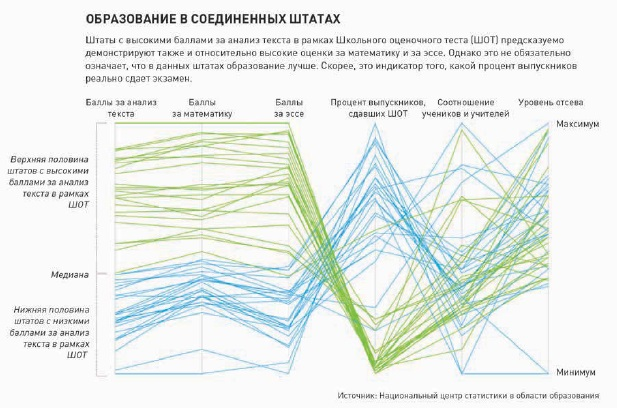 ОБРАЗОВАНИЕ В СОЕДИНЕННЫХ ШТАТАХ
Штаты с высокими баллами за анализ текста в рамках Школьного оценочного теста (ШОТ) предсказуемо
демонстрируют также и относительно высокие оценки за математику и за эссе. Однако это не обязательно
означает, что в данных штатах образование лучше. Скорее, это индикатор того, какой процент выпускников
реально сдает экзамен.
Баллы за анализ
текста
Баллы
за математику
Баллы
за эссе
Процент выпускников,
сдавших ШОТ
Соотношение
учеников и учителей
Уровень отсева
Максимум
Верхняя половина
штатов с высокими
баллами за анализ
текста в рамках
ШОТ
Медиана
Нижняя половина
штатов с низкими
баллами за анализ
текста в рамках
ШОТ
Минимум
Источник: Национальный центр статистики в области образования